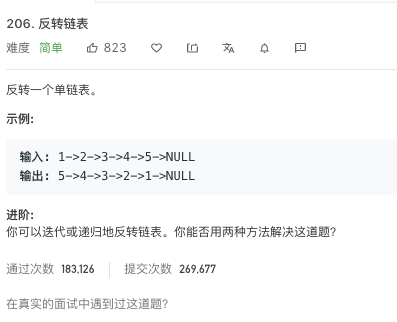 206. 反转链表
难度 简单 823
反转一个单链表。
示例:
输入: 1->2->3->4->5->NULL
输出: 5->4->3->2->1->NULL
进阶:
你可以迭代或递归地反转链表。你能否用两种方法解决这道题?
通过次数 183,126 提交次数 269,677
在真实的面试中遇到过这道题?